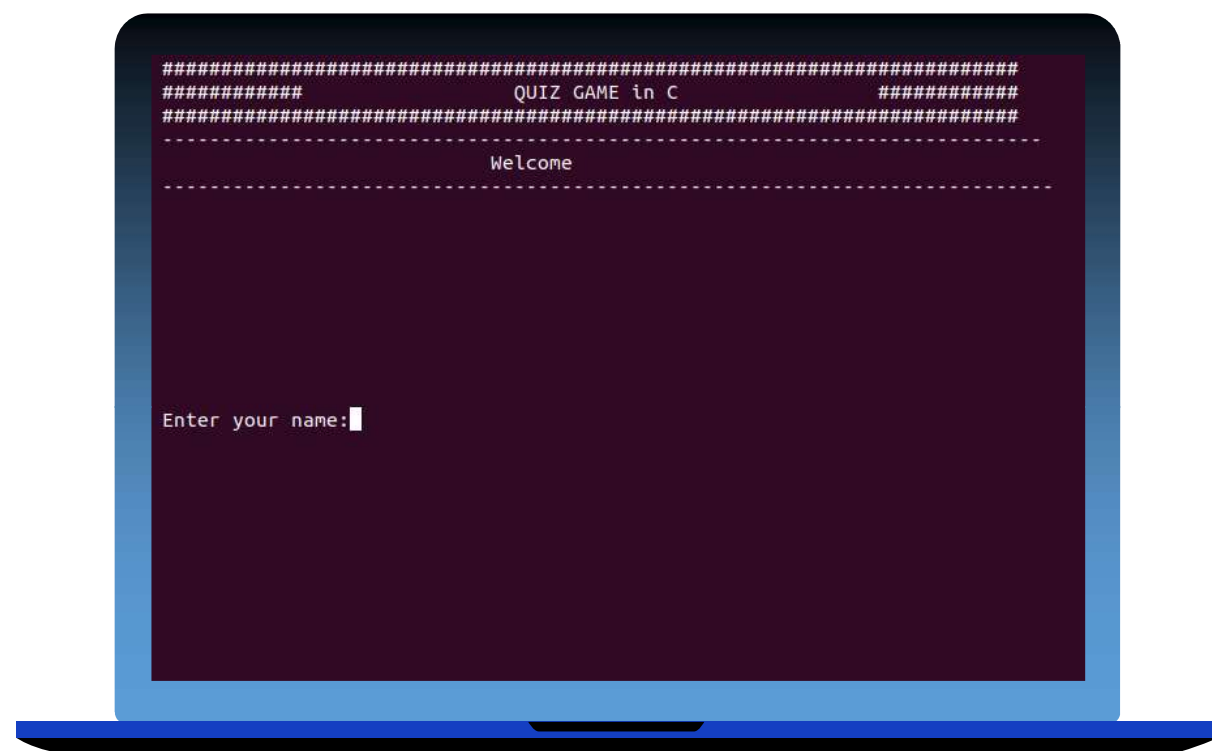 #########################################################################
############                  QUIZ GAME in C                 ############
#########################################################################
---------------------------------------------------------------------------
                            Welcome
----------------------------------------------------------------------------
Enter your name: